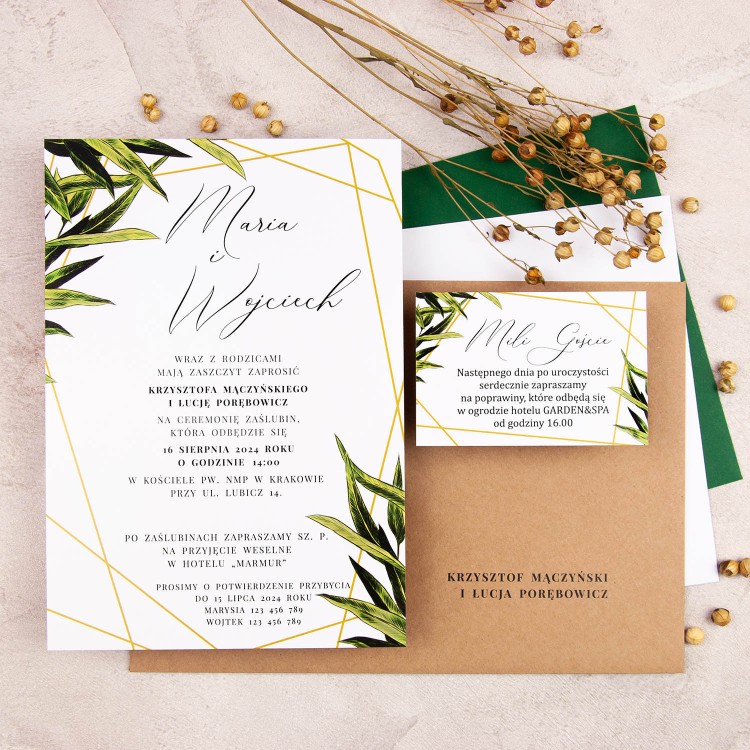 Maria
i
Wojciech
WRAZ Z RODZICAMI
MAJĄ ZASZCZYT ZAPROSIĆ
KRZYSZTOFA MĄCZYŃSKIEGO
I ŁUCJĘ PORĘBOWICZ
NA CEREMONIĘ ZAŚLUBIN,
KTÓRA ODBĘDZIE SIĘ
16 SIERPNIA 2024 ROKU
O GODZINIE 14:00
W KOŚCIELE PW. NMP W KRAKOWIE
PRZY UL. LUBICZ 14.
PO ZAŚLUBINACH ZAPRASZAMY SZ. P.
NA PRZYJĘCIE WESELNE
W HOTELU „MARMUR”
PROSIMY O POTWIERDZENIE PRZYBYCIA
DO 15 LIPCA 2024 ROKU
MARYSIA 123 456 789
WOJTEK 123 456 789
Mili Goście
Następnego dnia po uroczystości
serdecznie zapraszamy
na poprawiny, które odbędą się
w ogrodzie hotelu GARDEN&SPA
od godziny 16.00
KRZYSZTOF MĄCZYŃSKI
I ŁUCJA PORĘBOWICZ